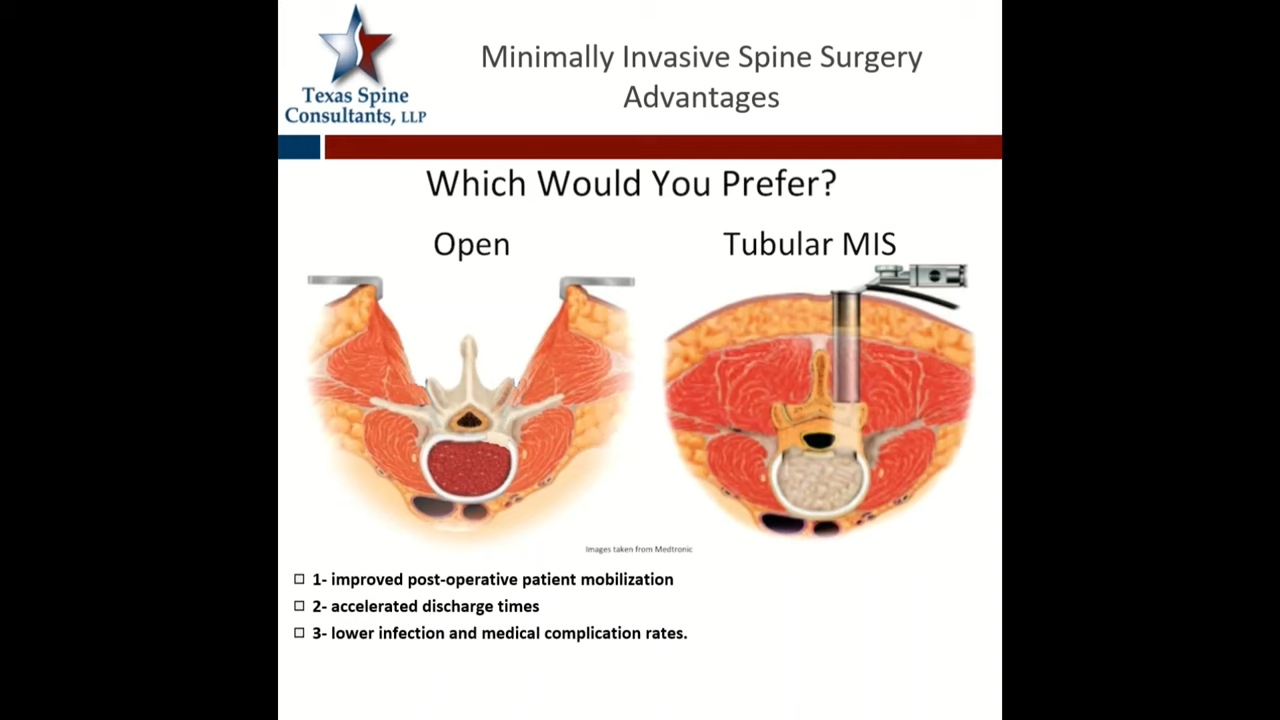 Texas Spine
Consultants, LLP
Minimally Invasive Spine Surgery
Advantages
Which Would You Prefer?
Open
Tubular MIS
Images taken from Medtronic
1- improved post-operative patient mobilization
2- accelerated discharge times
3- lower infection and medical complication rates.